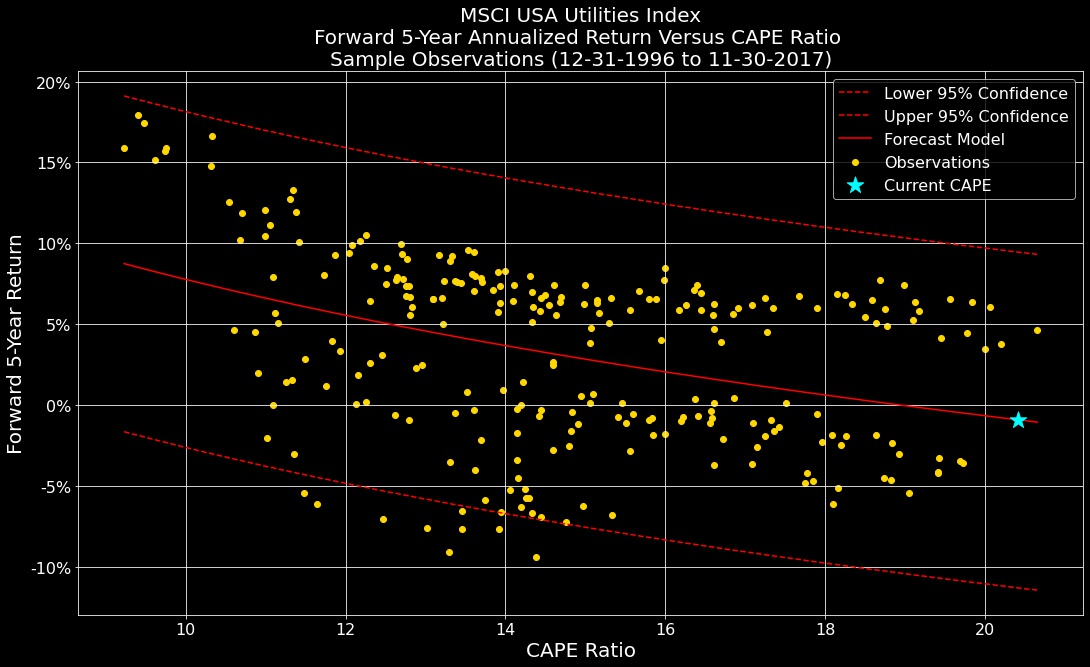 MSCI USA Utilities Index
Forward 5-Year Annualized Return Versus CAPE Ratio
Sample Observations (12-31-1996 to 11-30-2017)
Lower 95% Confidence
Upper 95% Confidence
Forecast Model
Observations
Current CAPE
Forward 5-Year Return
20%
15%
10%
5%
0%
-5%
-10%
10 12 14 16 18 20
CAPE Ratio